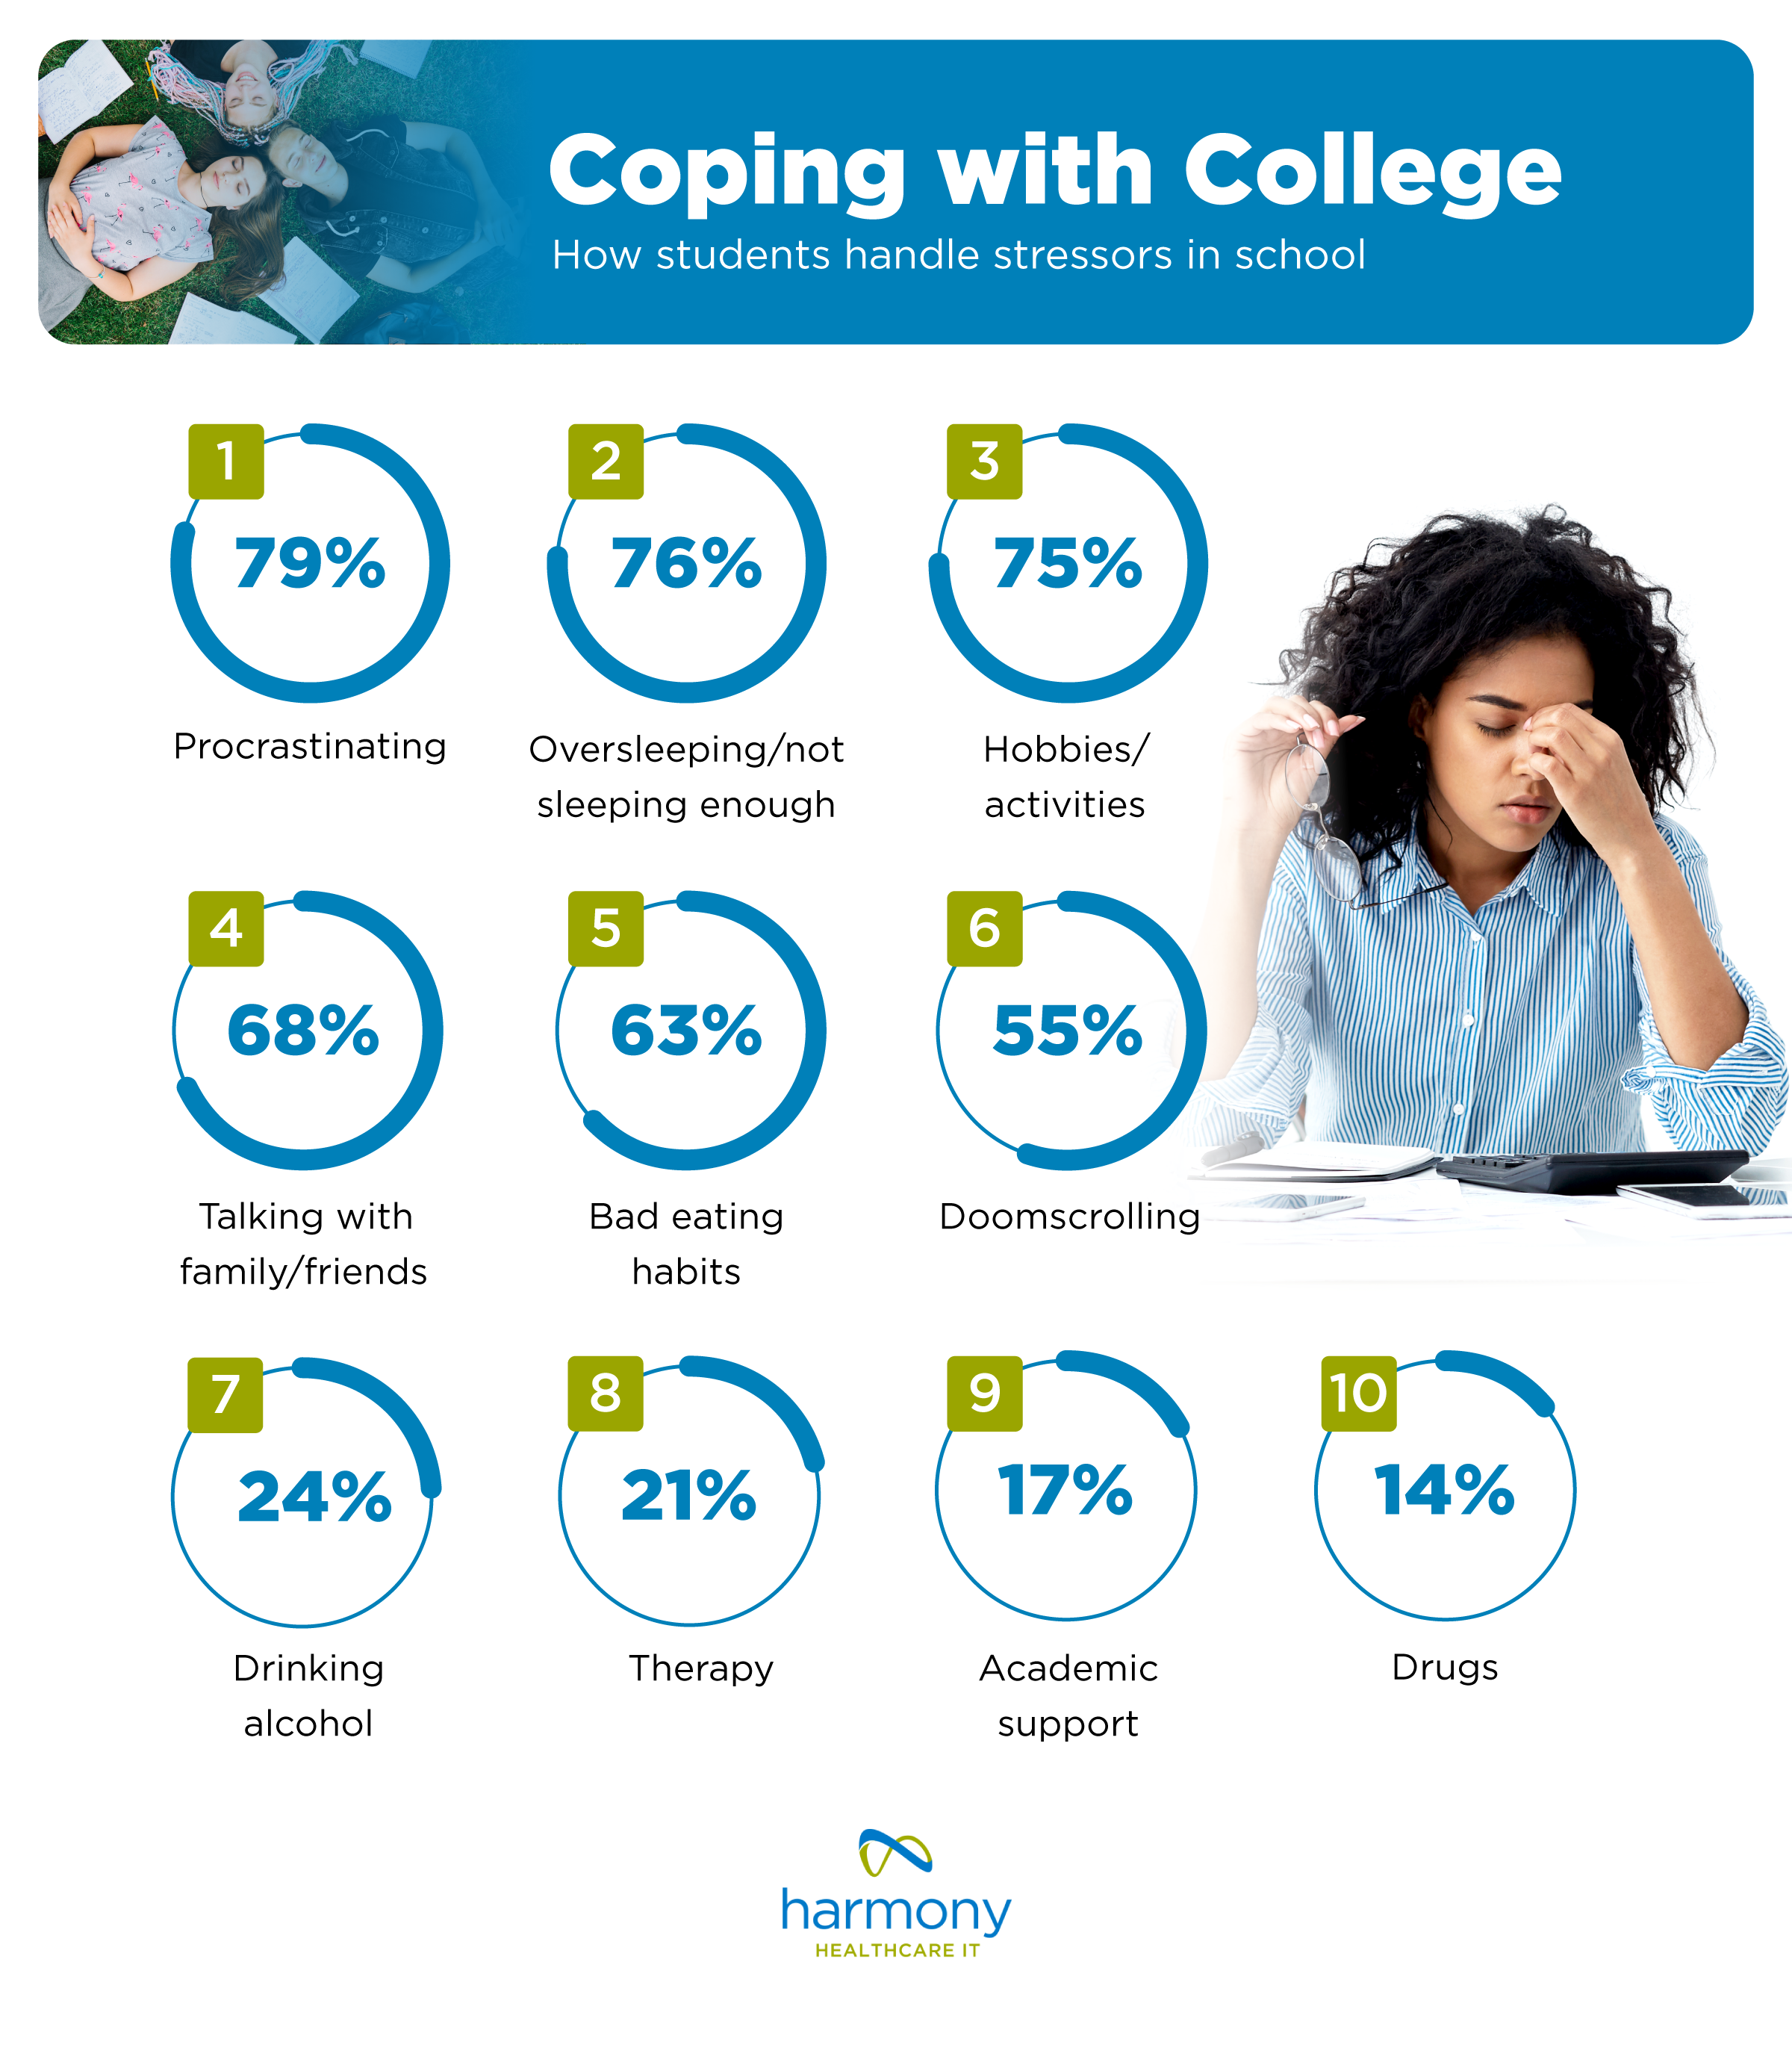 Coping with College
How students handle stressors in school
1
79%
Procrastinating
2
76%
Oversleeping/not
sleeping enough
3
75%
Hobbies/
activities
4
68%
Talking with
family/friends
5
63%
Bad eating
habits
6
55%
Doomscrolling
7
24%
Drinking
alcohol
8
21%
Therapy
9
17%
Academic
support
10
14%
Drugs
harmony
HEALTHCARE IT